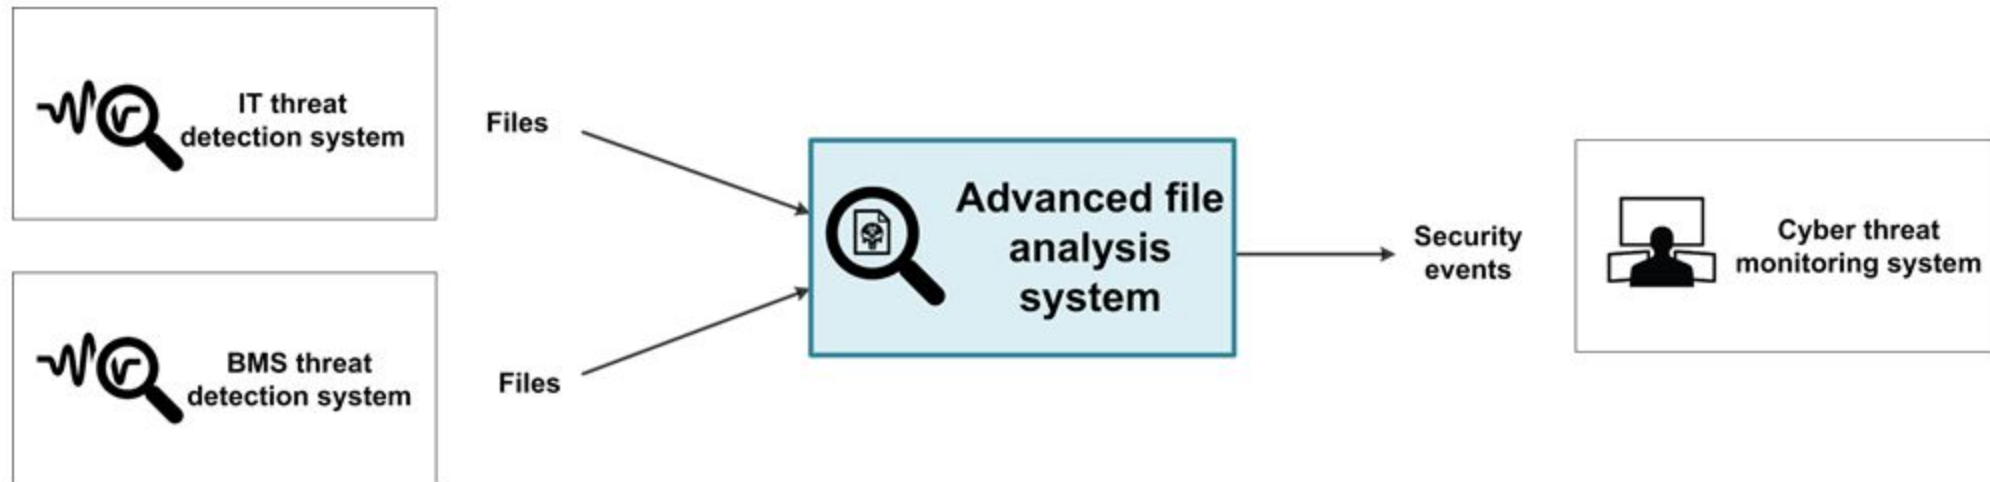 IT threat
detection system
Files
BMS threat
detection system
Files
Advanced file
analysis
system
Security
events
Cyber threat
monitoring system